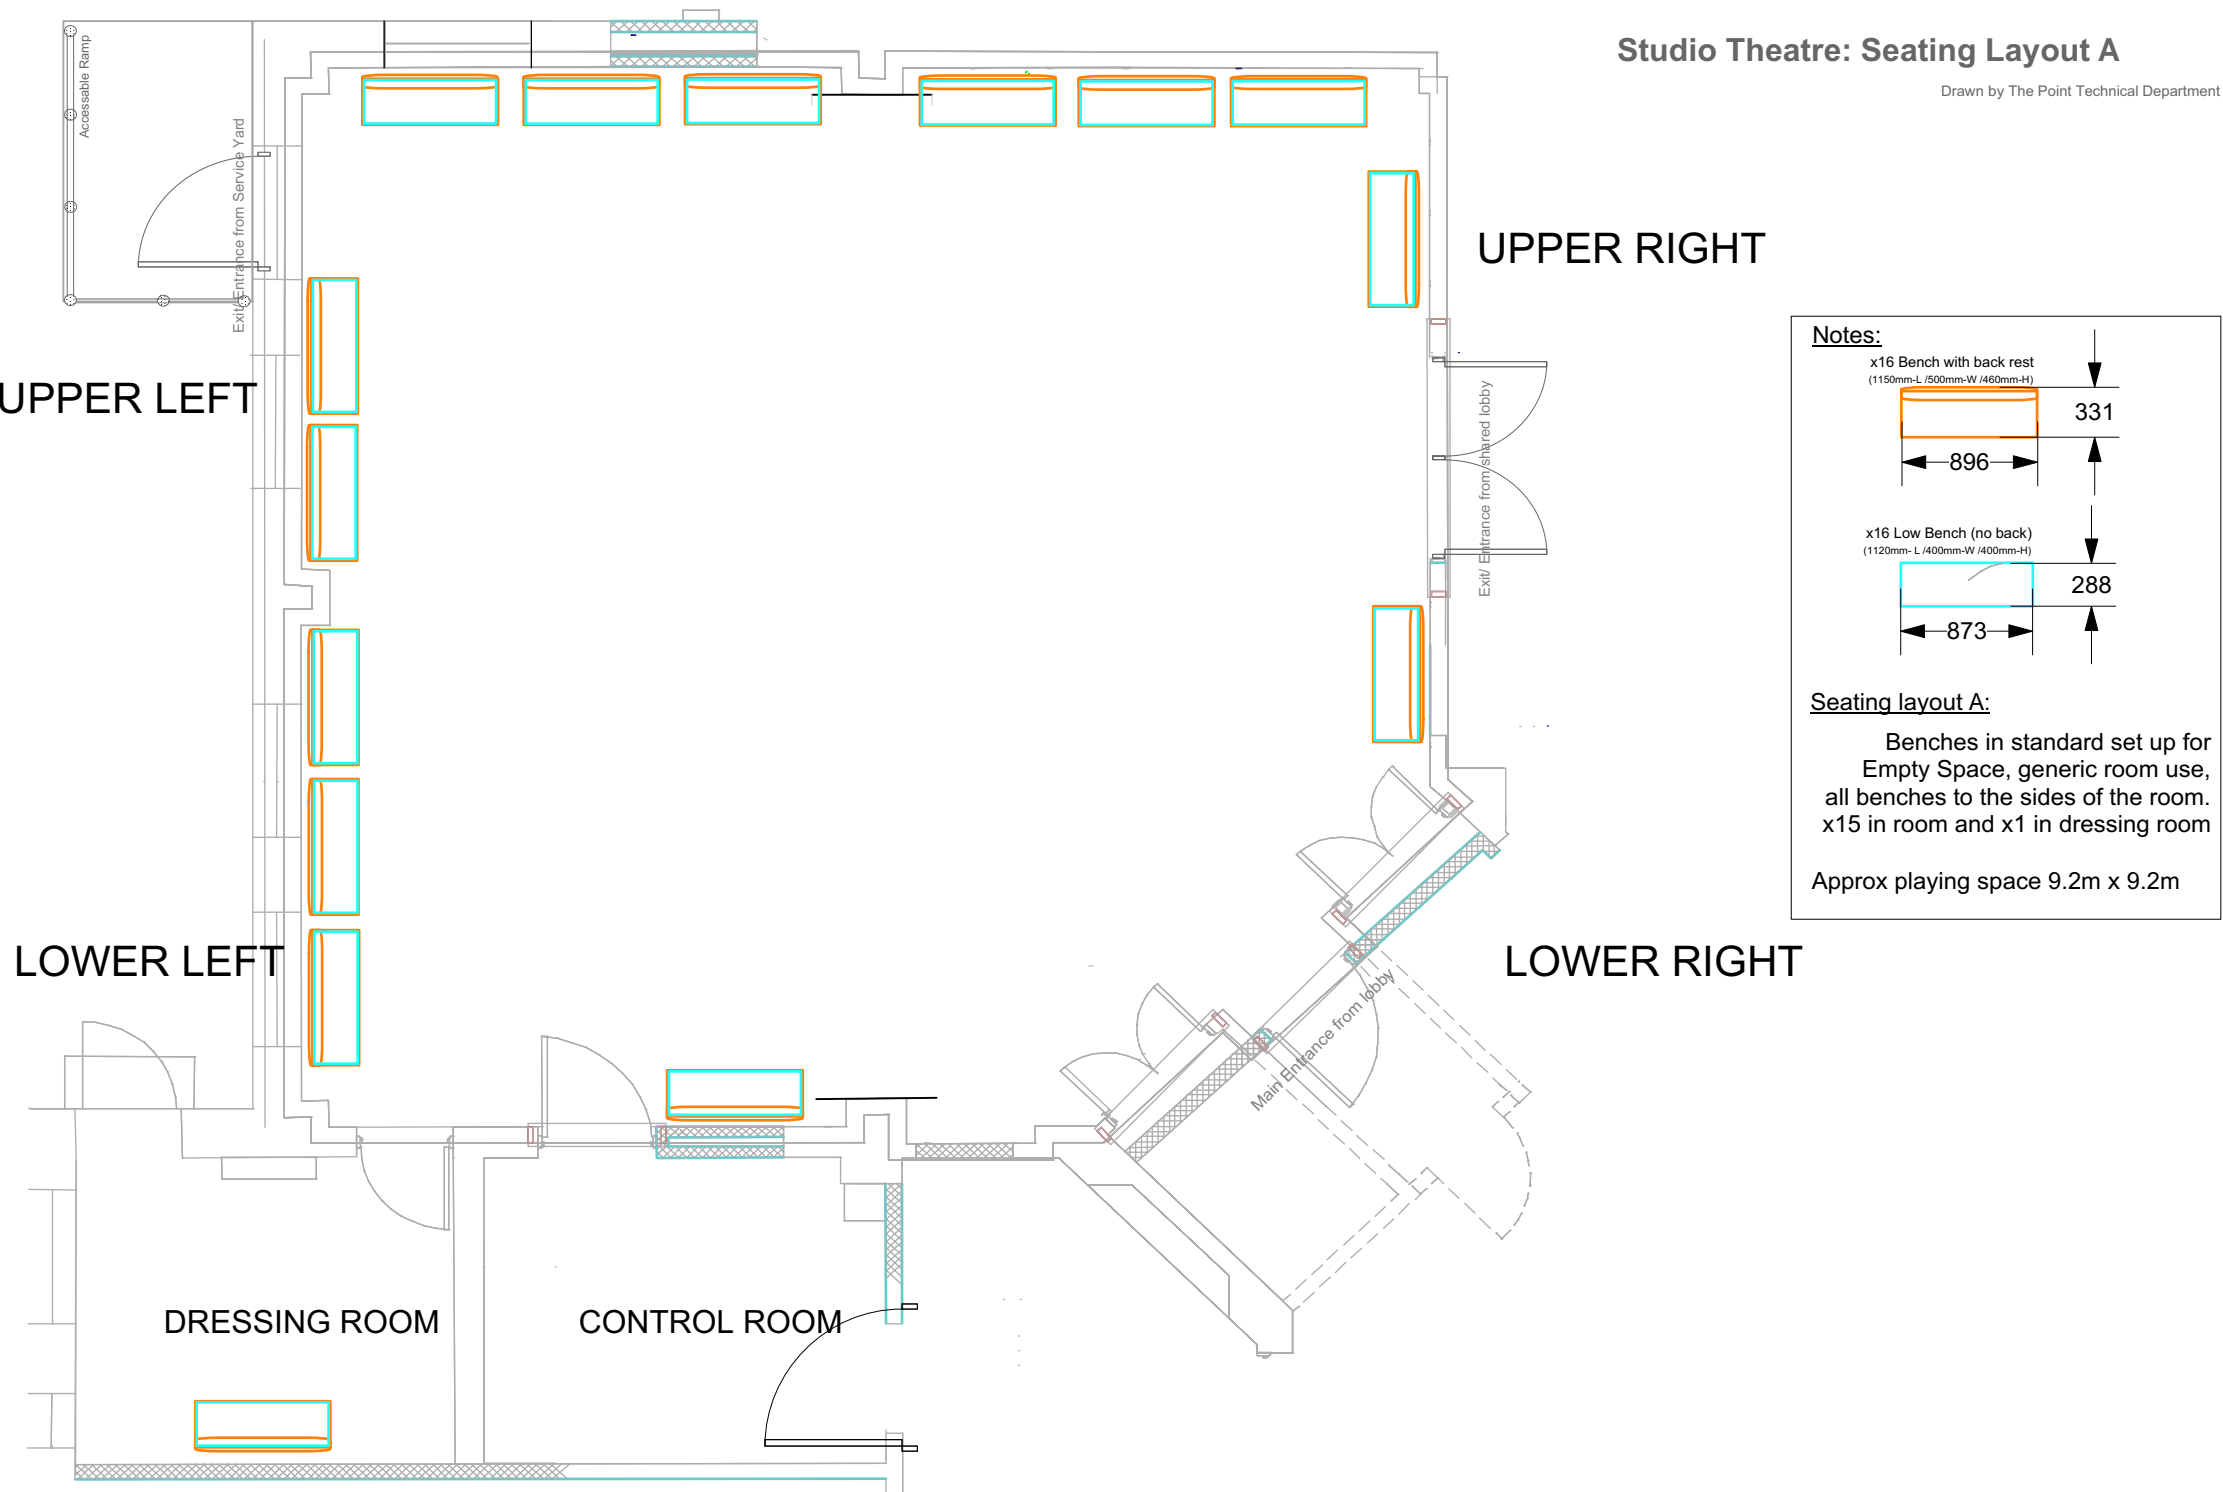 Studio Theatre: Seating Layout A
Drawn by The Point Technical Department
Accessable Ramp
Exit/ Entrance from Service Yard
UPPER RIGHT
UPPER LEFT
Exit/ Entrance from shared lobby
Notes:
x16 Bench with back rest
(1150mm-L /500mm-W /460mm-H)
331
896
x16 Low Bench (no back)
(1120mm- L /400mm-W /400mm-H)
288
873
Seating layout A:
Benches in standard set up for
Empty Space, generic room use,
all benches to the sides of the room.
x15 in room and x1 in dressing room
Approx playing space 9.2m x 9.2m
LOWER LEFT
LOWER RIGHT
Main Entrance from lobby
DRESSING ROOM
CONTROL ROOM